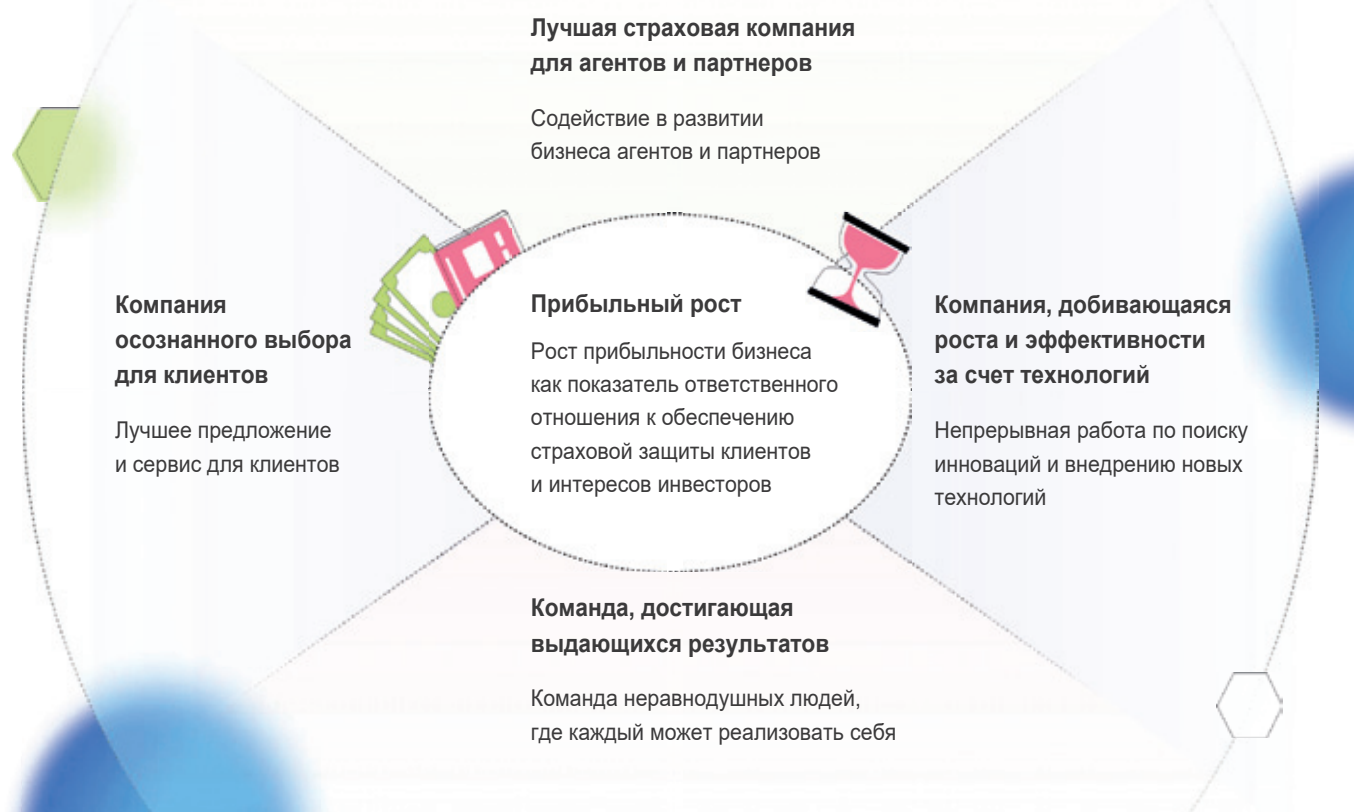 Лучшая страховая компания
для агентов и партнеров
Содействие в развитии
бизнеса агентов и партнеров
Компания
осознанного выбора
для клиентов
Лучшее предложение
и сервис для клиентов
Прибыльный рост
Рост прибыльности бизнеса
как показатель ответственного
отношения к обеспечению
страховой защиты клиентов
и интересов инвесторов
Компания, добивающаяся
роста и эффективности
за счет технологий
Непрерывная работа по поиску
инноваций и внедрению новых
технологий
Команда, достигающая
выдающихся результатов
Команда неравнодушных людей,
где каждый может реализовать себя